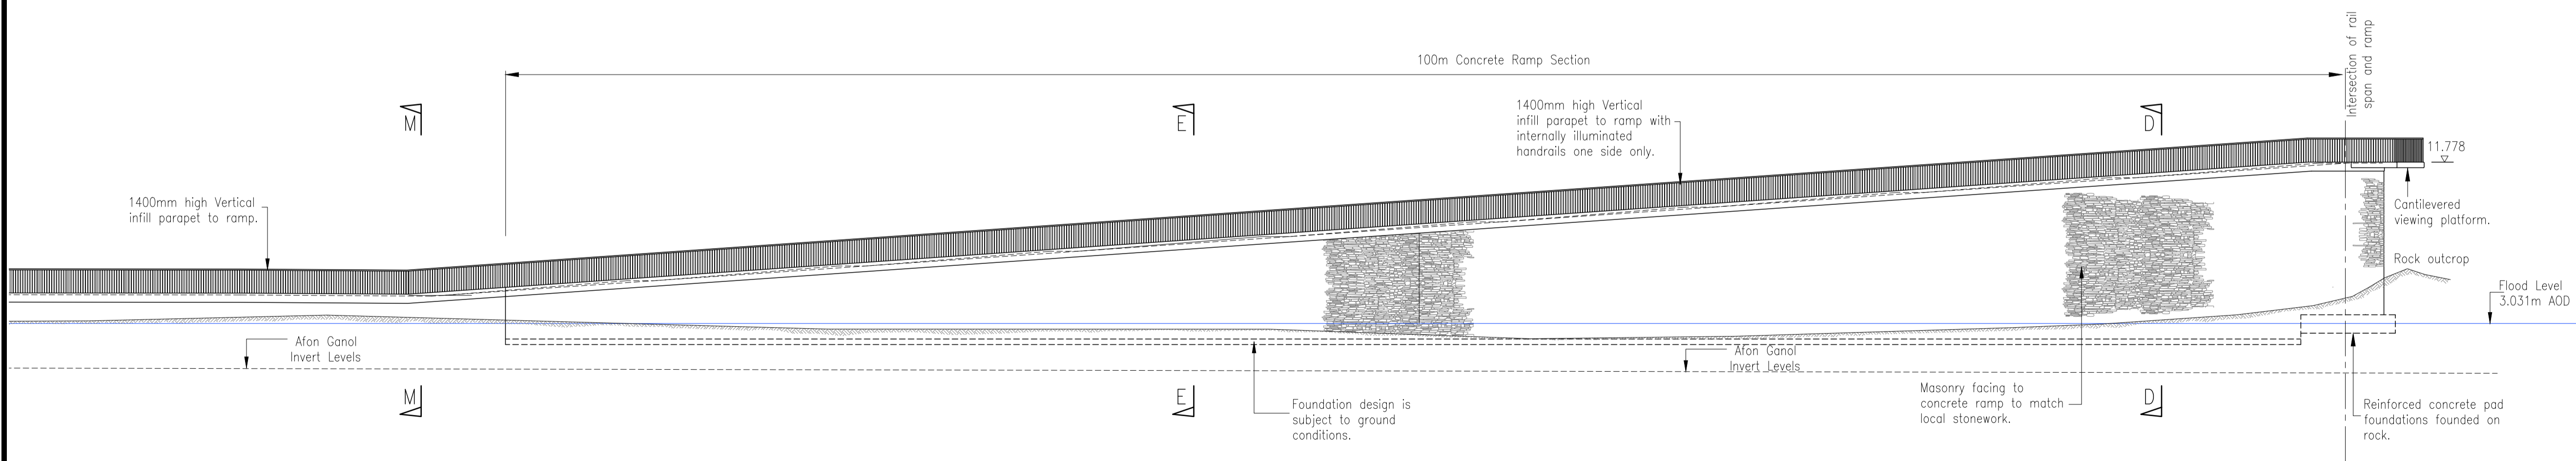 Intersection of rail
span and ramp
100m Concrete Ramp Section
M
E
D
1400mm high Vertical
infill parapet to ramp with
internally illuminated
handrails one side only.
11.778
1400mm high Vertical
infill parapet to ramp.
Cantilevered
viewing platform.
Rock outcrop
Flood Level
3.031m AOD
Afon Ganol
Invert Levels
Afon Ganol
Invert Levels
M
E
D
Foundation design is
subject to ground
conditions.
Masonry facing to
concrete ramp to match
local stonework.
Reinforced concrete pad
foundations founded on
rock.